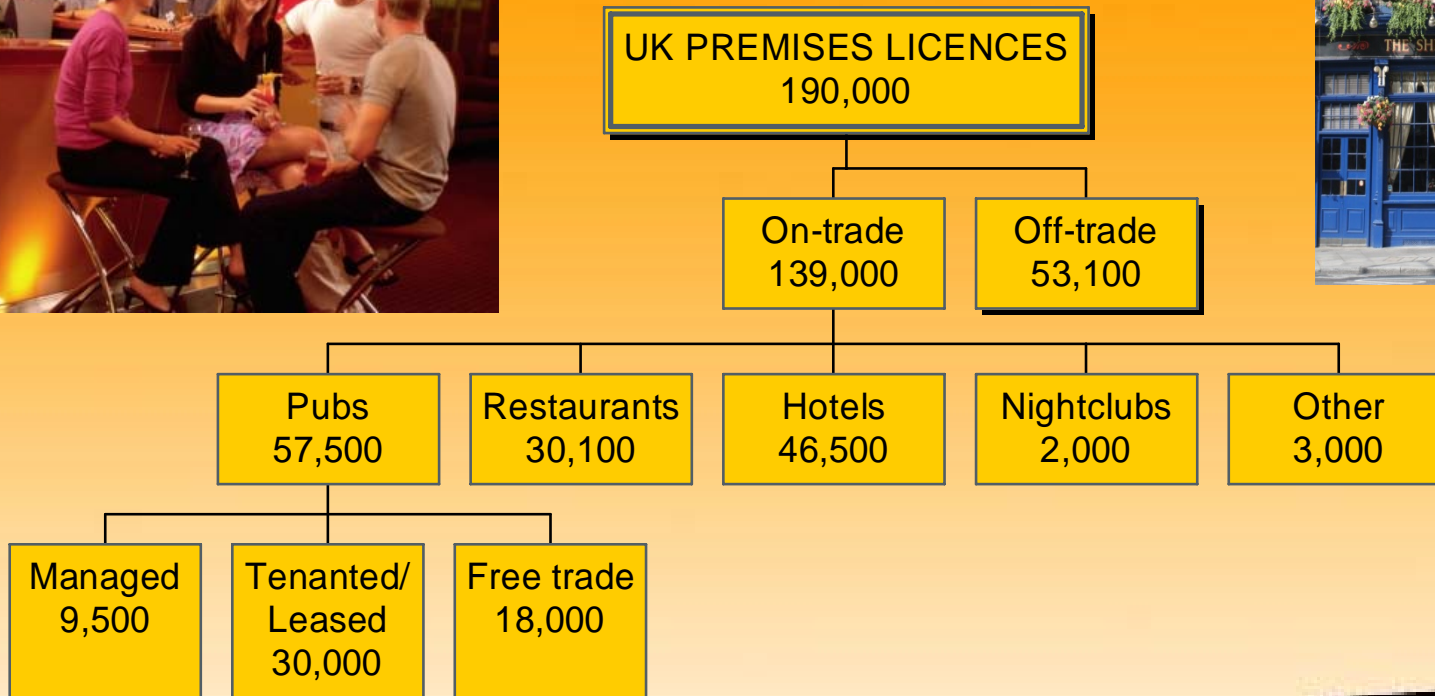 UK PREMISES LICENCES
190,000
THE SH
On-trade
139,000
Off-trade
53,100
Pubs
57,500
Restaurants
30,100
Hotels
46,500
Nightclubs
2,000
Other
3,000
Managed
9,500
Tenanted/
Leased
30,000
Free trade
18,000